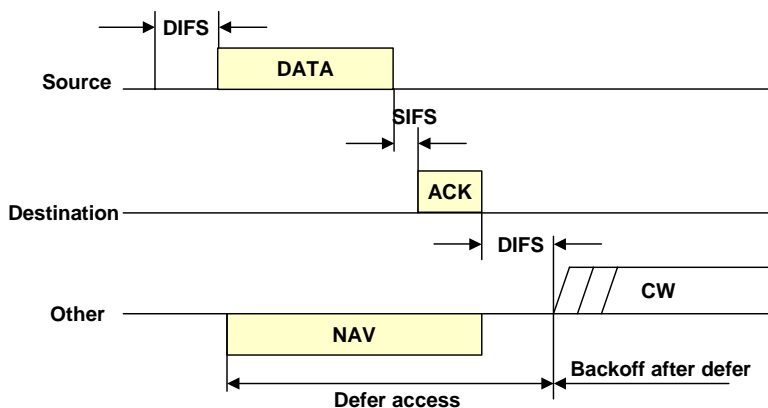 DIFS
DATA
Source
SIFS
ACK
Destination
DIFS
CW
Other
NAV
Backoff after defer
Defer access